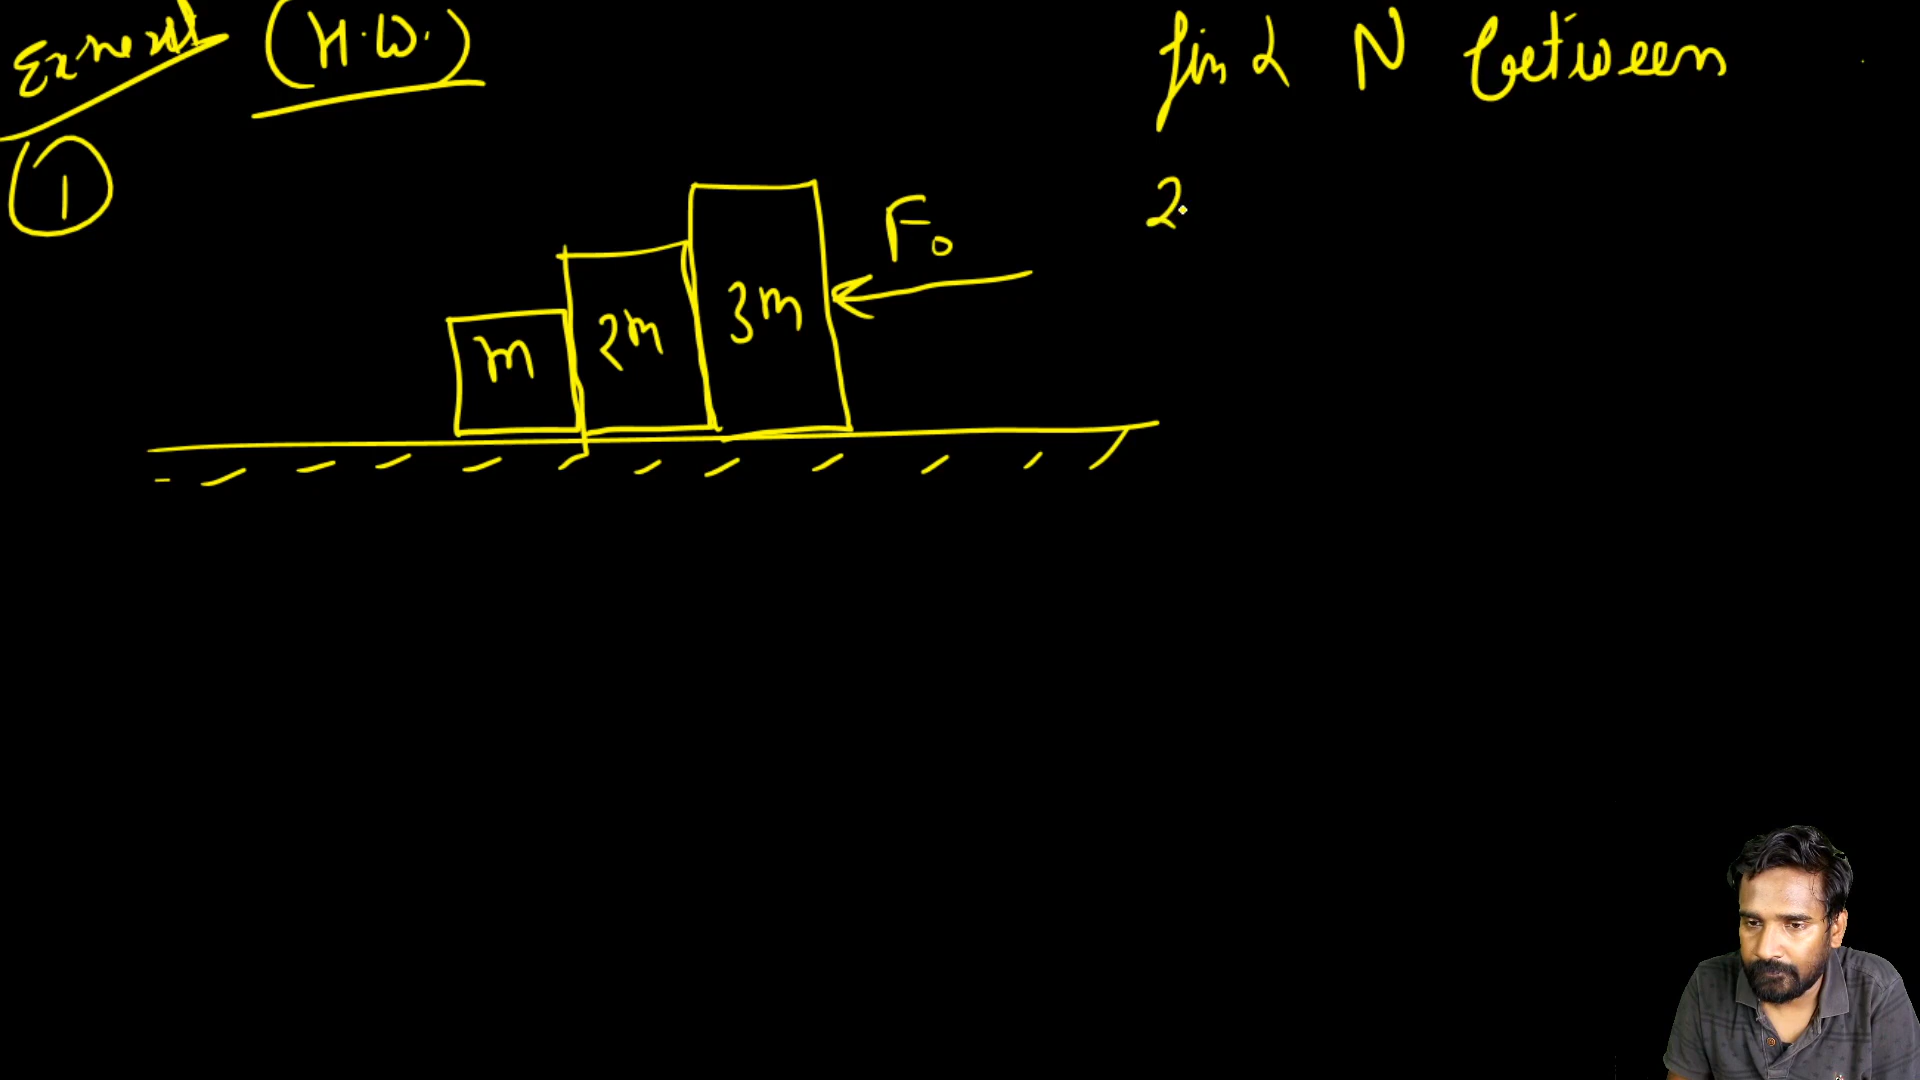 (H.W.)
find N between
1
2
F₀
m 2m 3m